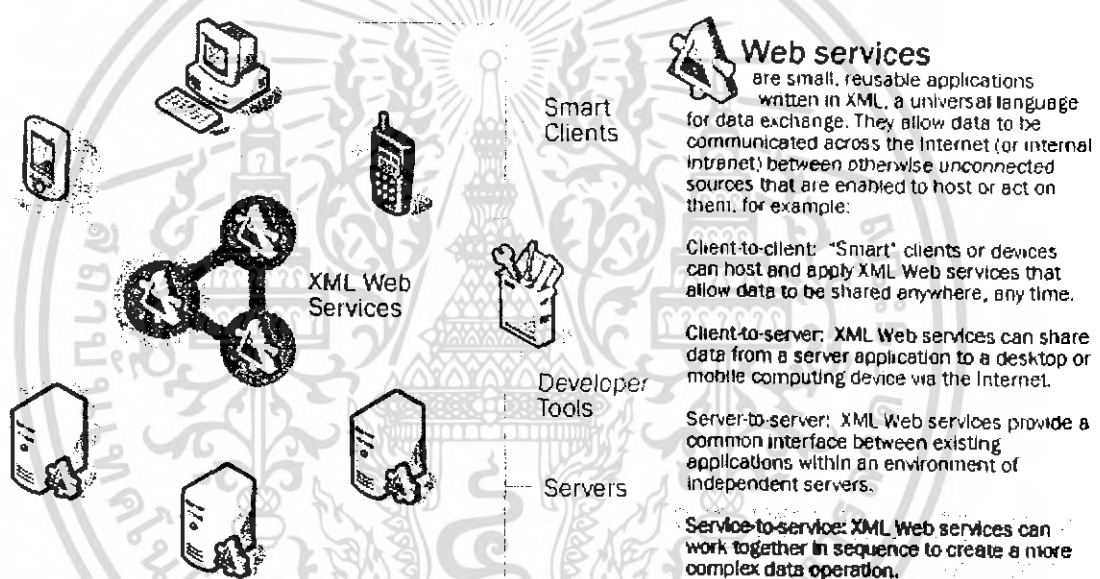 Smart
Clients
XML Web
Services
Developer
Tools
Servers
Web services
are small, reusable applications
written in XML, a universal language
for data exchange. They allow data to be
communicated across the Internet (or internal
intranet) between otherwise unconnected
sources that are enabled to host or act on
them, for example:
Client-to-client: "Smart" clients or devices
can host and apply XML Web services that
allow data to be shared anywhere, any time.
Client-to-server: XML Web services can share
data from a server application to a desktop or
mobile computing device via the Internet.
Server-to-server: XML Web services provide a
common interface between existing
applications within an environment of
independent servers.
Service-to-service: XML Web services can
work together in sequence to create a more
complex data operation.